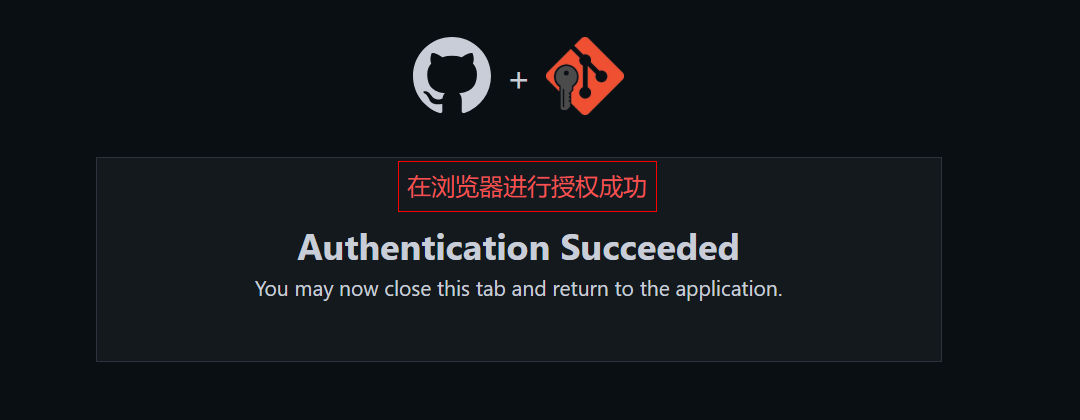 +
在浏览器进行授权成功
Authentication Succeeded
You may now close this tab and return to the application.